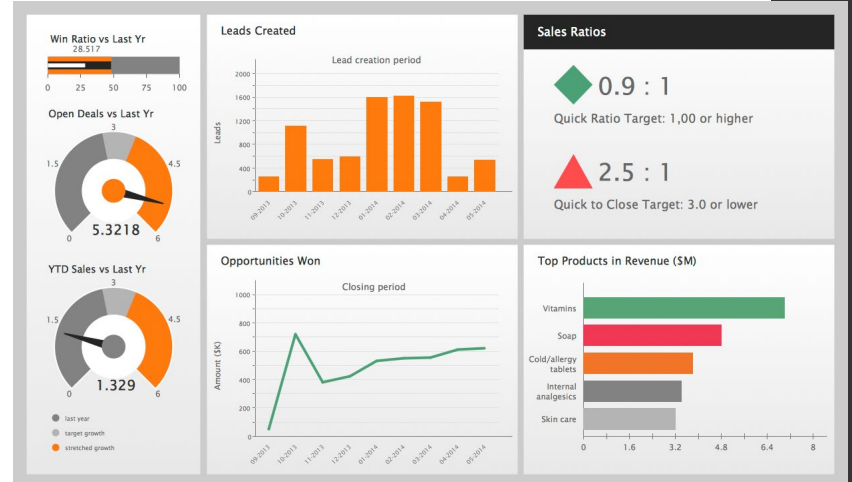 Win Ratio vs Last Yr
28.517
0 25 50 75 100
Open Deals vs Last Yr
3
1.5 4.5
5.3218
0 6
YTD Sales vs Last Yr
3
1.5 4.5
1.329
0 6
last year
target growth
stretched growth
Leads Created
Lead creation period
Leads
2000
1600
1200
800
400
0
09-2013 10-2013 11-2013 12-2013 01-2014 02-2014 03-2014 04-2014 05-2014
Sales Ratios
0.9 : 1
Quick Ratio Target: 1,00 or higher
2.5 : 1
Quick to Close Target: 3.0 or lower
Opportunities Won
Closing period
Amount ($K)
1000
800
600
400
200
0
09-2013 10-2013 11-2013 12-2013 01-2014 02-2014 03-2014 04-2014 05-2014
Top Products in Revenue ($M)
Vitamins
Soap
Cold/allergy
tablets
Internal
analgesics
Skin care
0 1.6 3.2 4.8 6.4 8